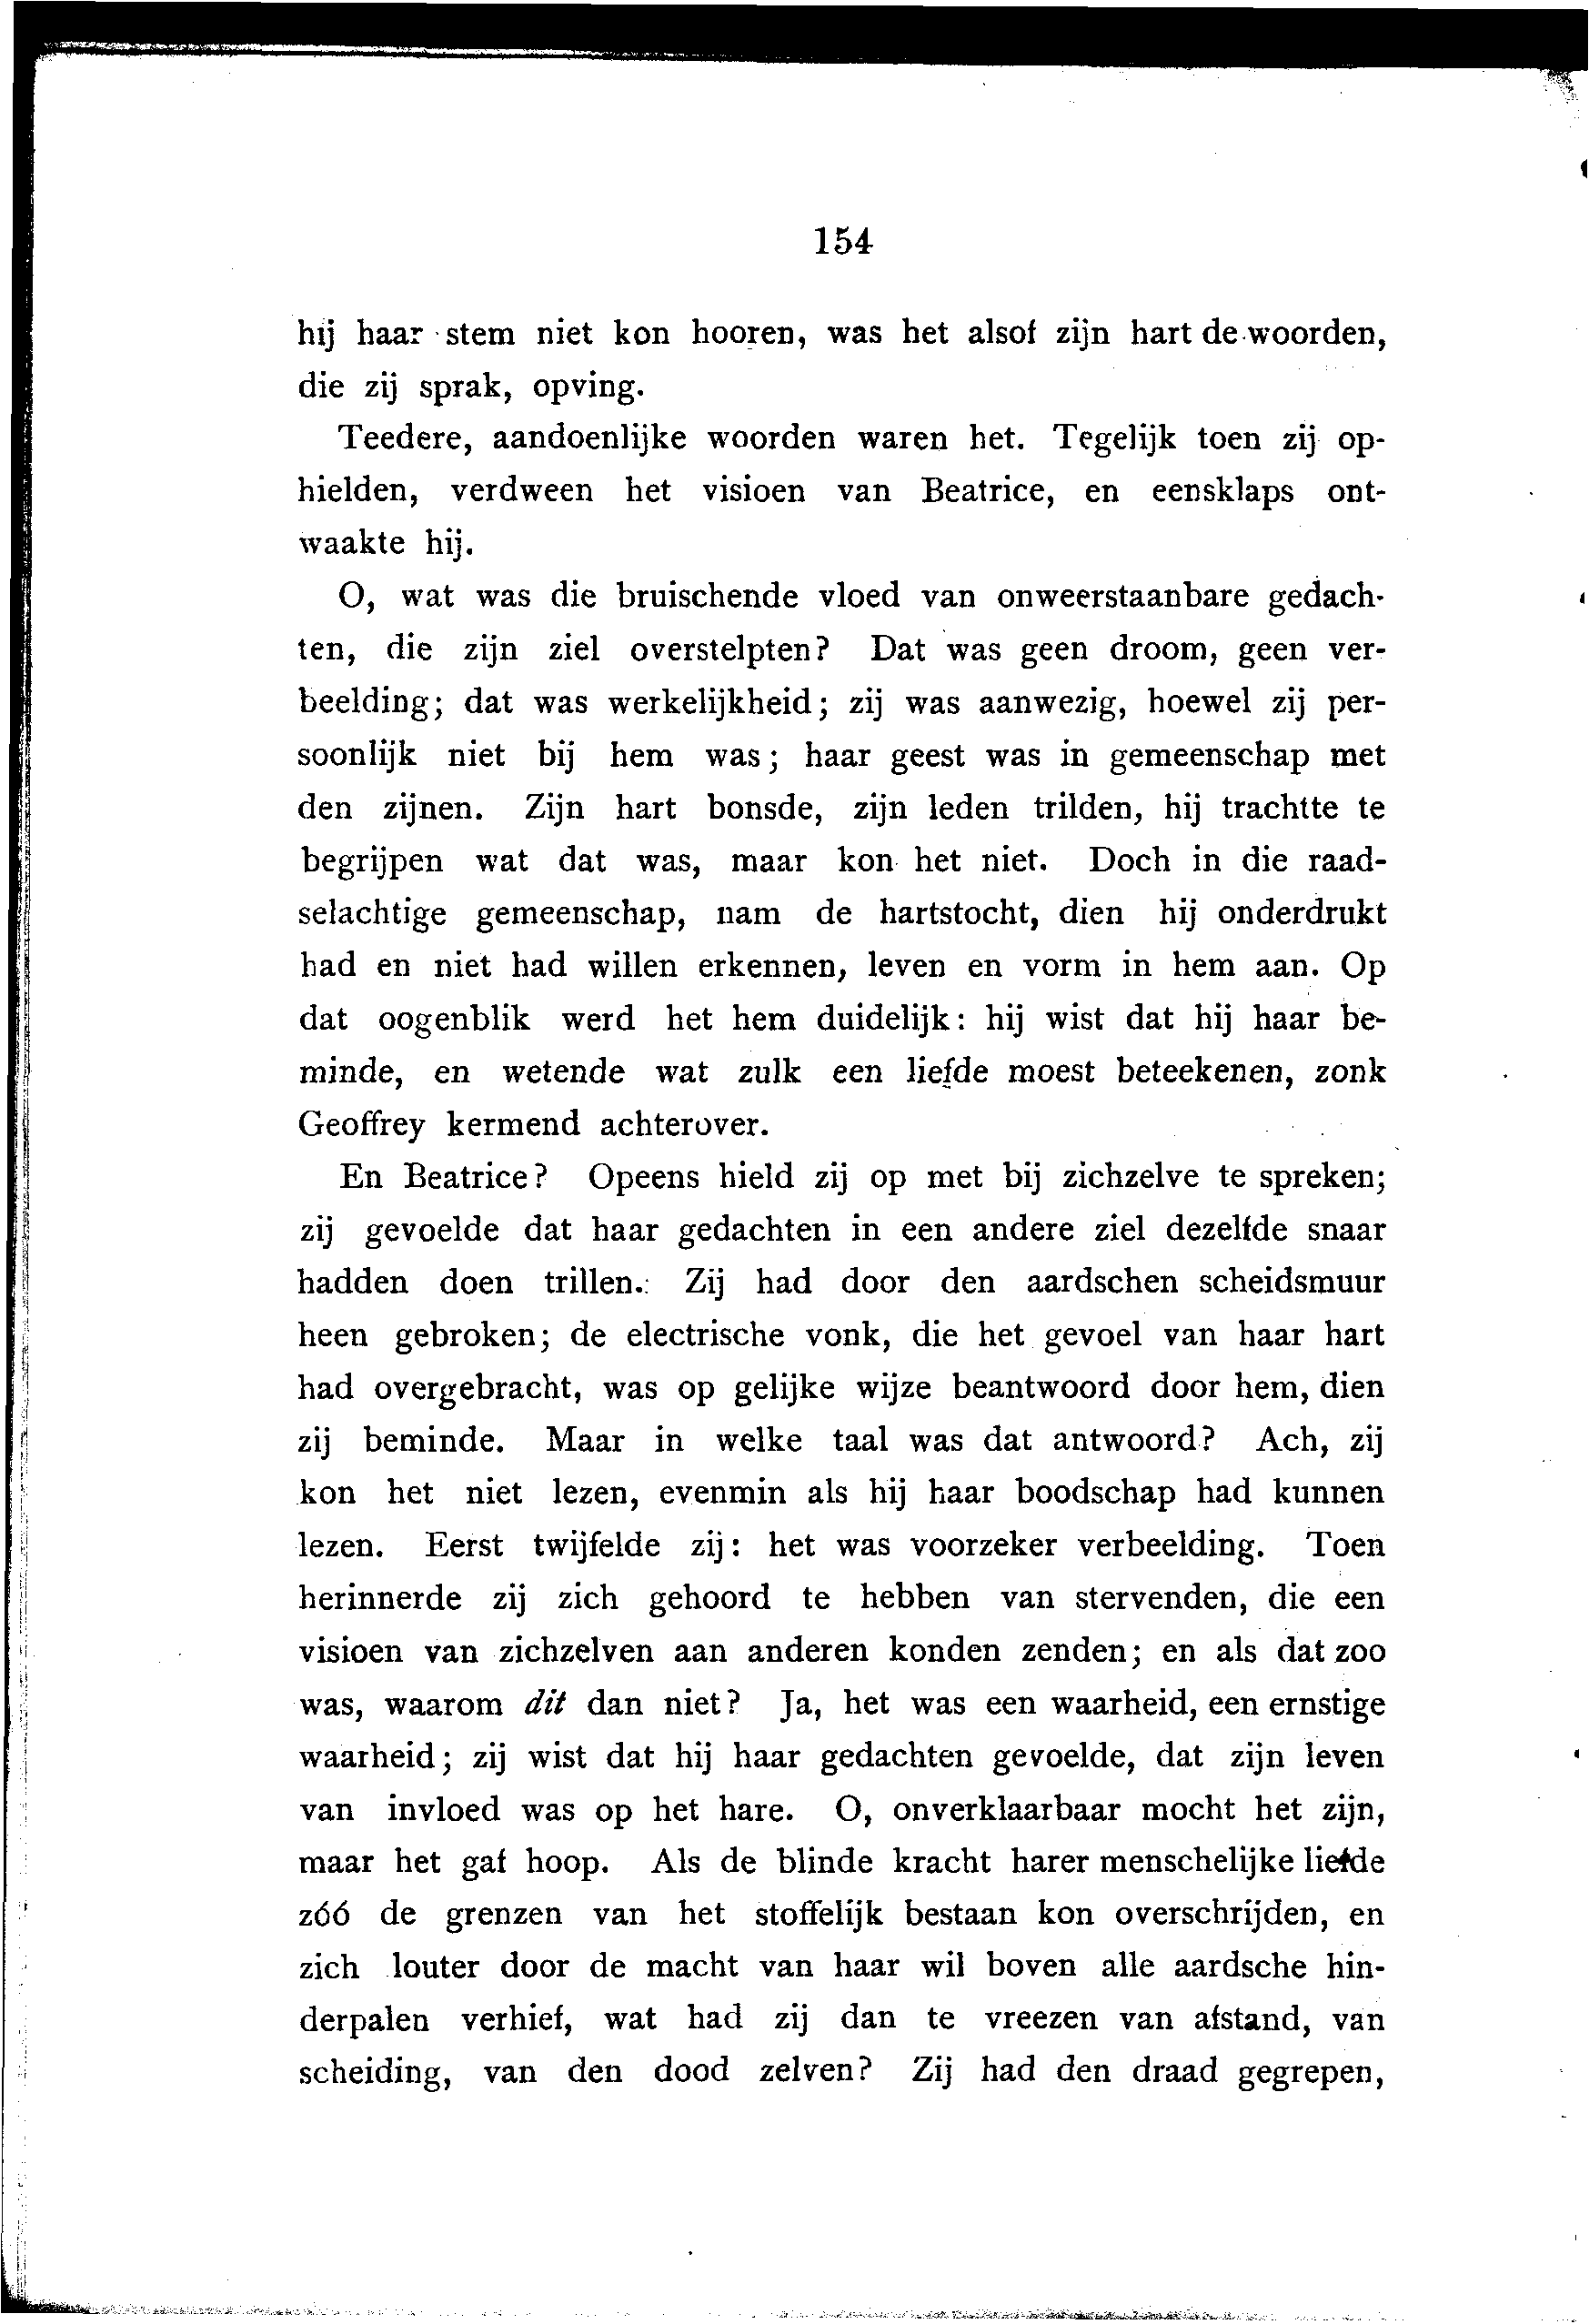 154
hij haar stem niet kon hooren, was het alsof zijn hart de woorden,
die zij sprak, opving.
Teedere, aandoenlijke woorden waren het. Tegelijk toen zij op-
hielden, verdween het visioen van Beatrice, en eensklaps ont-
waakte hij.
O, wat was die bruischende vloed van onweerstaanbare gedach-
ten, die zijn ziel overstelpten? Dat was geen droom, geen ver-
beelding; dat was werkelijkheid; zij was aanwezig, hoewel zij per-
soonlijk niet bij hem was; haar geest was in gemeenschap met
den zijnen. Zijn hart bonsde, zijn leden trilden, hij trachtte te
begrijpen wat dat was, maar kon het niet. Doch in die raad-
selachtige gemeenschap, nam de hartstocht, dien hij onderdrukt
had en niet had willen erkennen, leven en vorm in hem aan. Op
dat oogenblik werd het hem duidelijk: hij wist dat hij haar be-
minde, en wetende wat zulk een liefde moest beteekenen, zonk
Geoffrey kermend achterover.
En Beatrice? Opeens hield zij op met bij zichzelve te spreken;
zij gevoelde dat haar gedachten in een andere ziel dezelfde snaar
hadden doen trillen. Zij had door den aardschen scheidsmuur
heen gebroken; de electrische vonk, die het gevoel van haar hart
had overgebracht, was op gelijke wijze beantwoord door hem, dien
zij beminde. Maar in welke taal was dat antwoord? Ach, zij
kon het niet lezen, evenmin als hij haar boodschap had kunnen
lezen. Eerst twijfelde zij: het was voorzeker verbeelding. Toen
herinnerde zij zich gehoord te hebben van stervenden, die een
visioen van zichzelven aan anderen konden zenden; en als dat zoo
was, waarom dit dan niet? Ja, het was een waarheid, een ernstige
waarheid; zij wist dat hij haar gedachten gevoelde, dat zijn leven
van invloed was op het hare. O, onverklaarbaar mocht het zijn,
maar het gaf hoop. Als de blinde kracht harer menschelijke liefde
zóó de grenzen van het stoffelijk bestaan kon overschrijden, en
zich louter door de macht van haar wil boven alle aardsche hin-
derpalen verhief, wat had zij dan te vreezen van afstand, van
scheiding, van den dood zelven? Zij had den draad gegrepen,